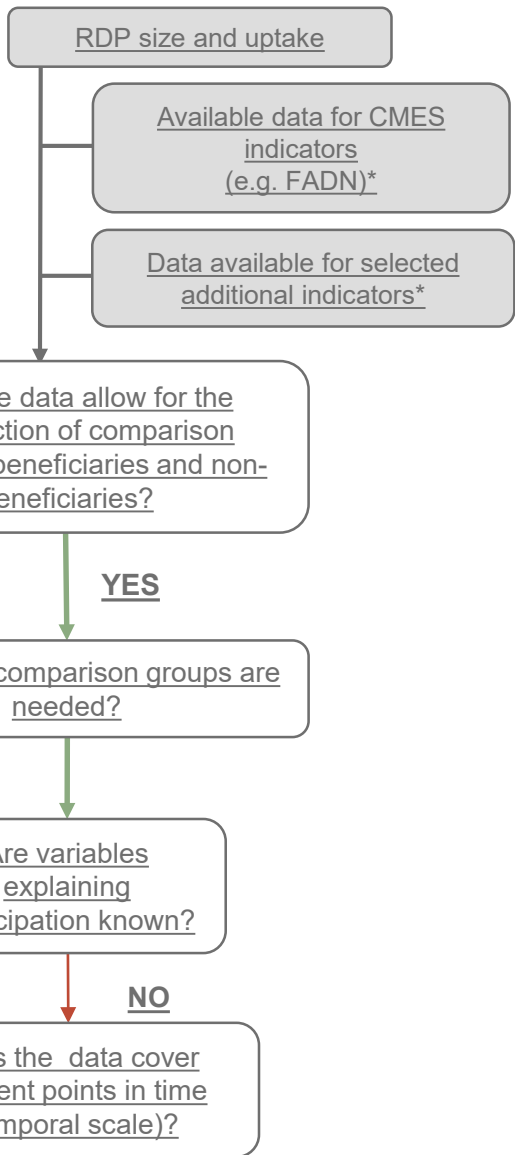 RDP size and uptake
Available data for CMES
indicators
(e.g. FADN)*
Data available for selected
additional indicators*
e data allow for the
ction of comparison
beneficiaries and non-
eneficiaries?
YES
comparison groups are
needed?
Are variables
explaining
cipation known?
NO
s the data cover
ent points in time
mporal scale)?